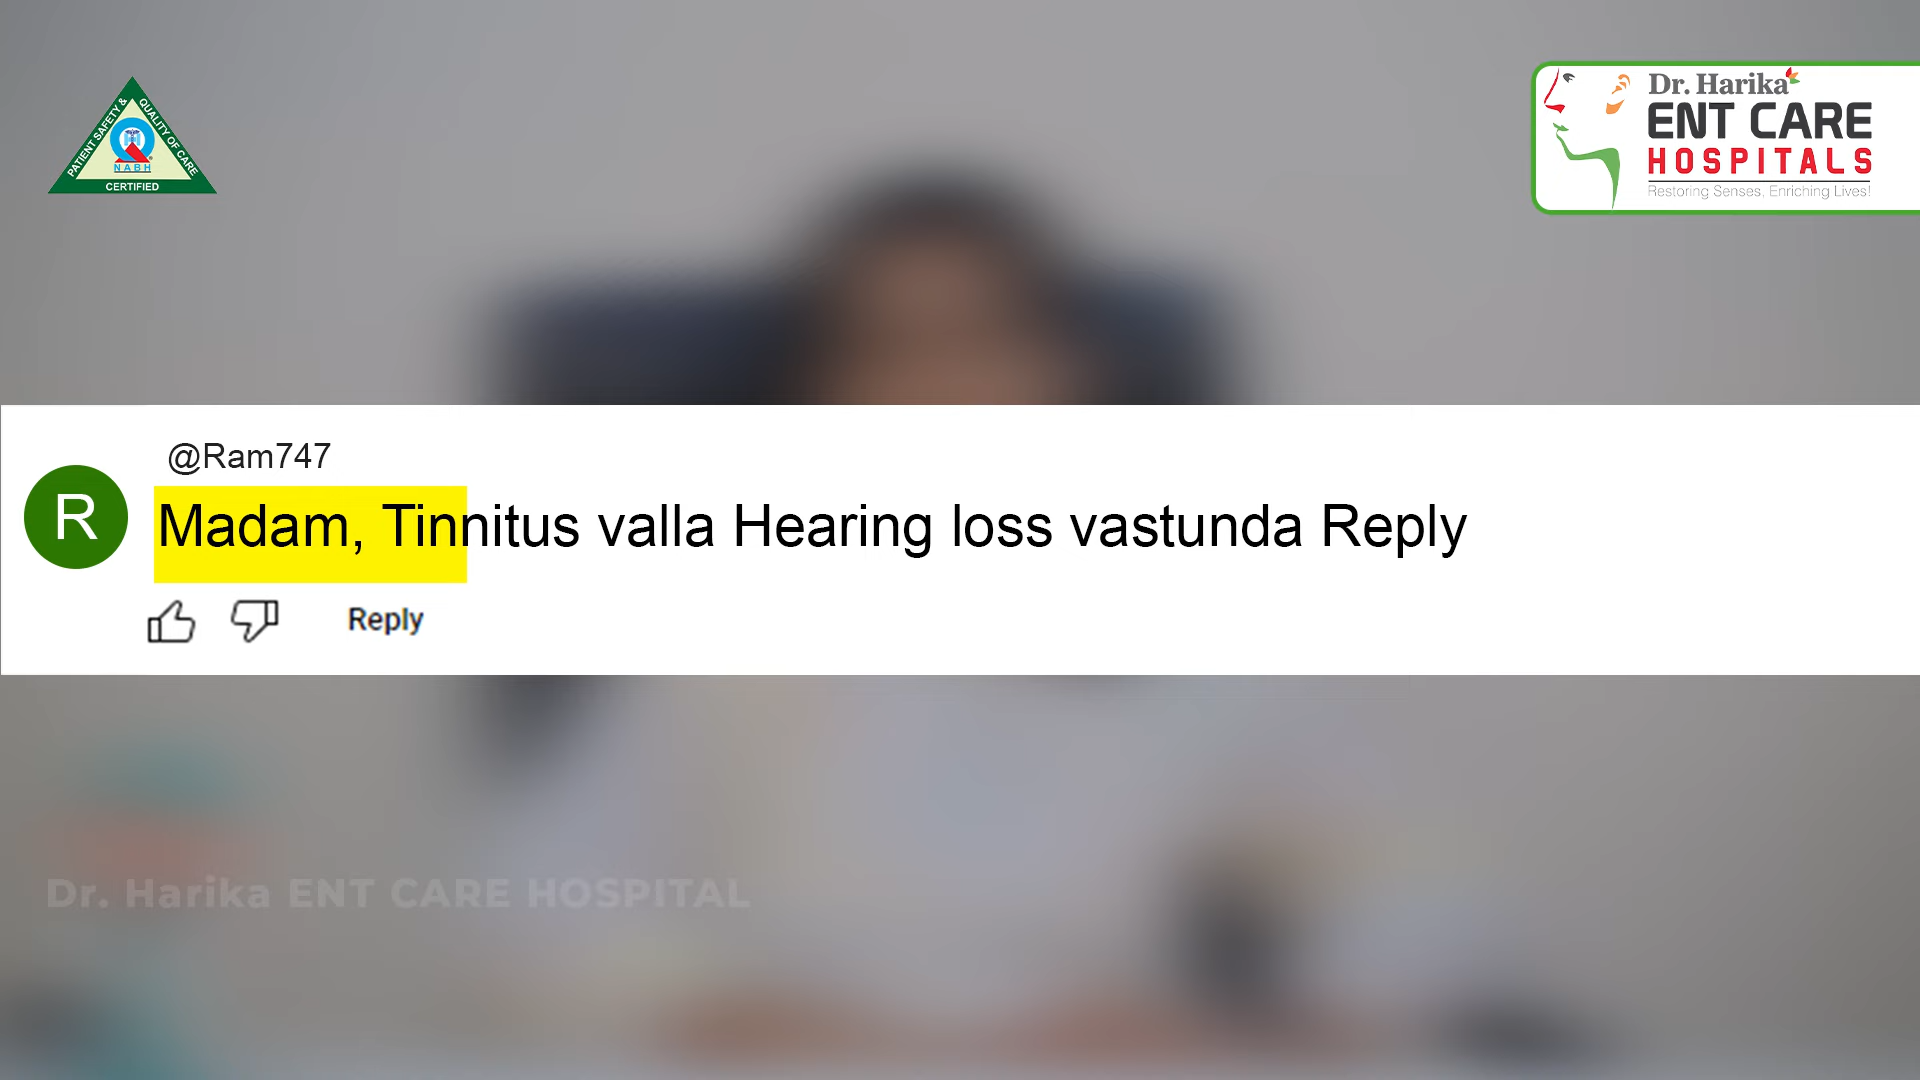 PATIENT SAFETY & QUALITY OF CARE
NABH
CERTIFIED
Dr. Harika
ENT CARE
HOSPITALS
Restoring Senses, Enriching Lives!
@Ram747
R
Madam, Tinnitus valla Hearing loss vastunda Reply
Reply
Dr. Harika ENT CARE HOSPITAL